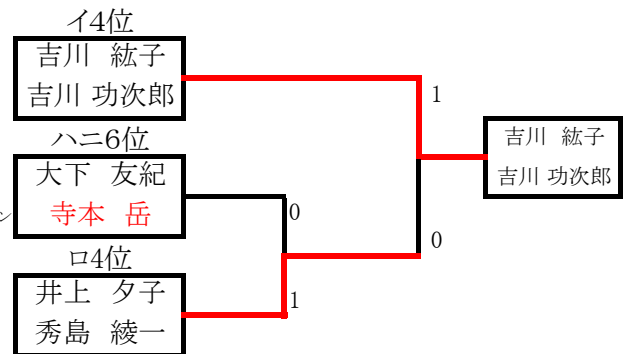 イ4位
吉川 紘子
吉川 功次郎
1
吉川 紘子
吉川 功次郎
ハニ6位
大下 友紀
寺本 岳
ン
0
0
ロ4位
井上 夕子
秀島 綾一
1